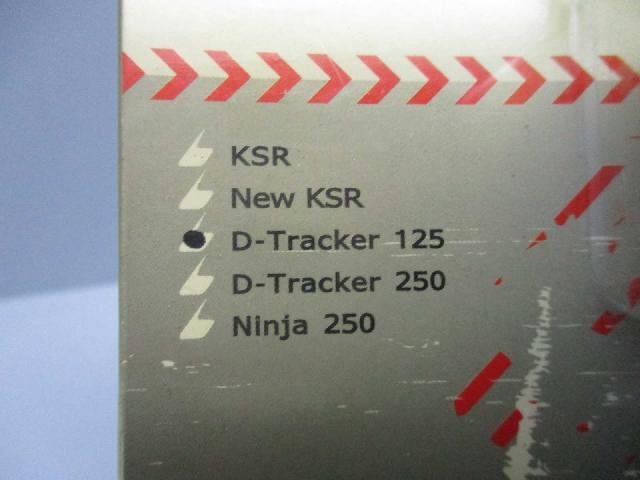 KSR
New KSR
D-Tracker 125
D-Tracker 250
Ninja 250